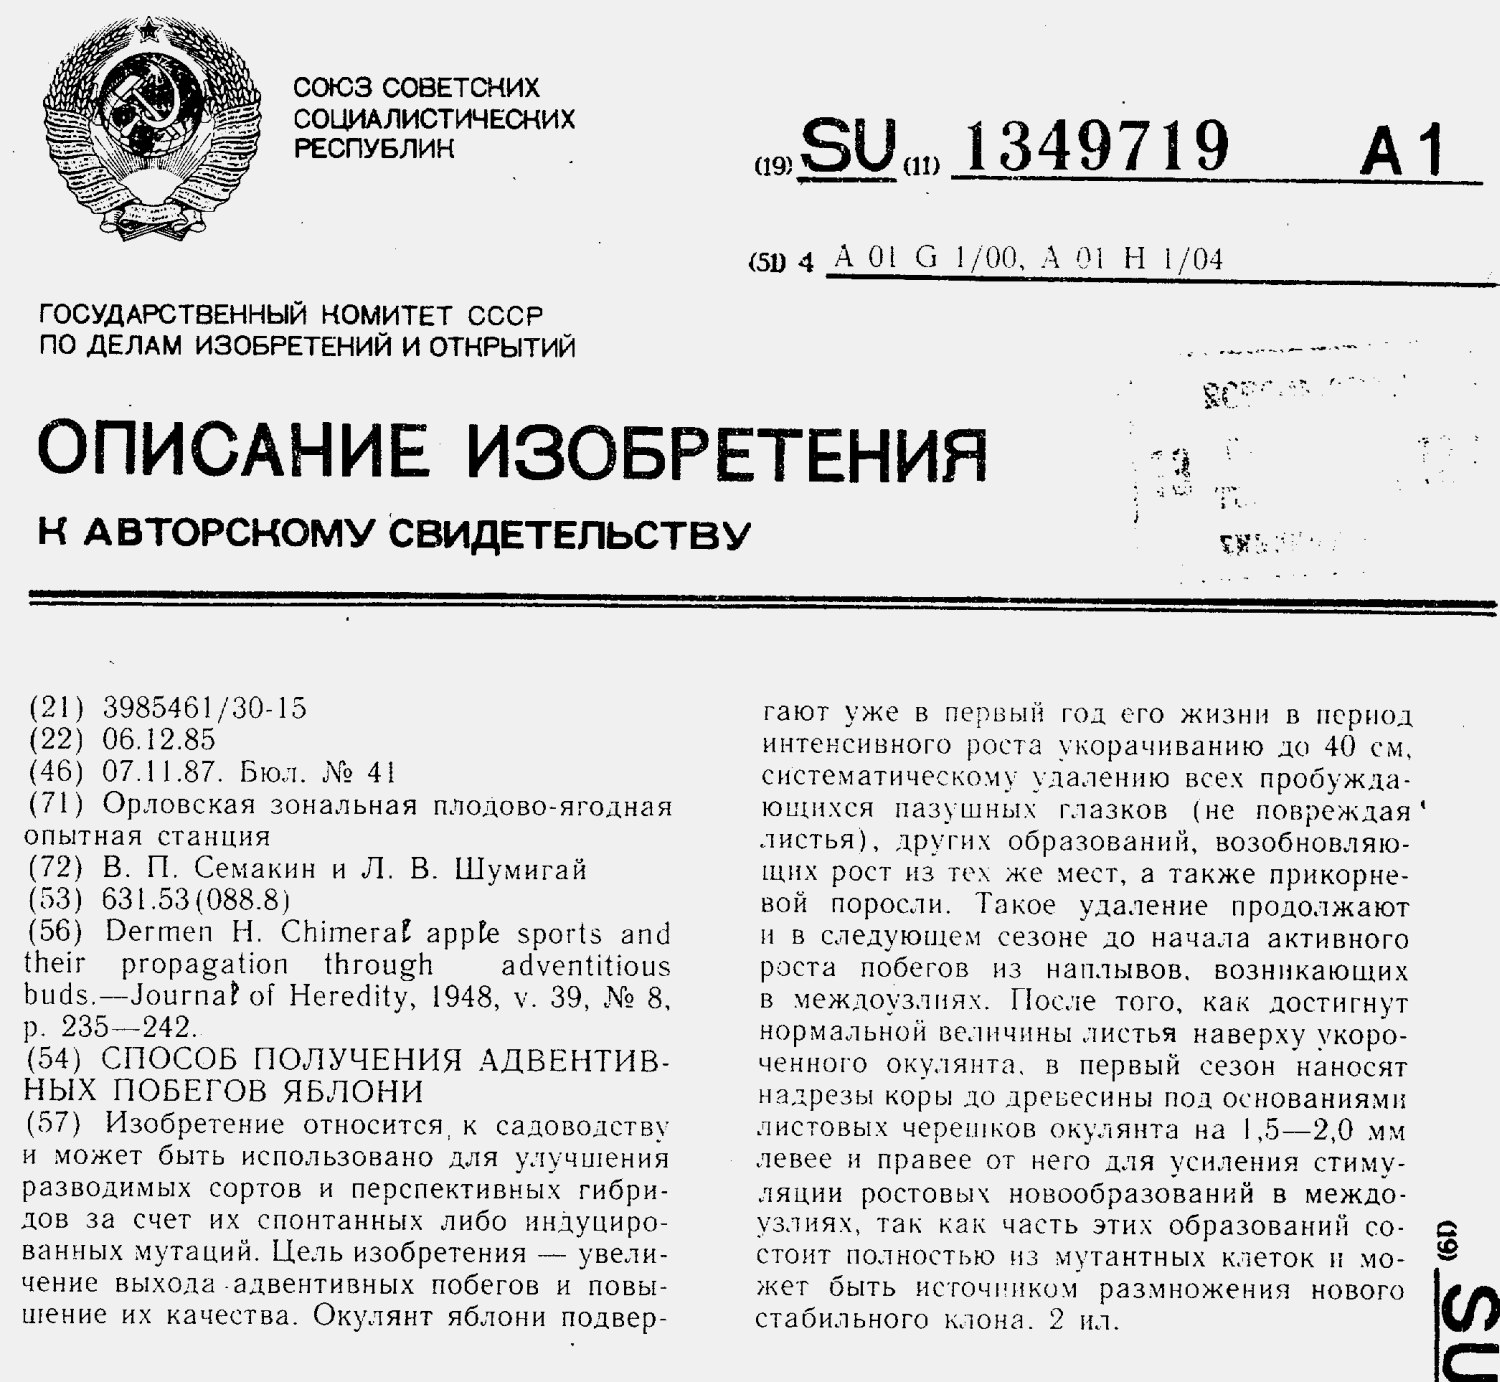 СОЮЗ СОВЕТСКИХ
СОЦИАЛИСТИЧЕСКИХ
РЕСПУБЛИК
(19) SU (11) 1349719 A1
(51) 4 A 01 G 1/00, A 01 H 1/04
ГОСУДАРСТВЕННЫЙ КОМИТЕТ СССР
ПО ДЕЛАМ ИЗОБРЕТЕНИЙ И ОТКРЫТИЙ
ОПИСАНИЕ ИЗОБРЕТЕНИЯ
К АВТОРСКОМУ СВИДЕТЕЛЬСТВУ
(21) 3985461/30-15
(22) 06.12.85
(46) 07.11.87. Бюл. № 41
(71) Орловская зональная плодово-ягодная
опытная станция
(72) В. П. Семакин и Л. В. Шумигай
(53) 631.53(088.8)
(56) Dermen H. Chimeral apple sports and
their propagation through adventitious
buds.—Journal of Heredity, 1948, v. 39, № 8,
p. 235—242.
(54) СПОСОБ ПОЛУЧЕНИЯ АДВЕНТИВ-
НЫХ ПОБЕГОВ ЯБЛОНИ
(57) Изобретение относится к садоводству
и может быть использовано для улучшения
разводимых сортов и перспективных гибри-
дов за счет их спонтанных либо индуциро-
ванных мутаций. Цель изобретения — увели-
чение выхода адвентивных побегов и повы-
шение их качества. Окулянт яблони подвер-
гают уже в первый год его жизни в период
интенсивного роста укорачиванию до 40 см,
систематическому удалению всех пробужда-
ющихся пазушных глазков (не повреждая
листья), других образований, возобновляю-
щих рост из тех же мест, а также прикорне-
вой поросли. Такое удаление продолжают
и в следующем сезоне до начала активного
роста побегов из наплывов, возникающих
в междоузлиях. После того, как достигнут
нормальной величины листья наверху укоро-
ченного окулянта, в первый сезон наносят
надрезы коры до древесины под основаниями
листовых черешков окулянта на 1,5—2,0 мм
левее и правее от него для усиления стиму-
ляции ростовых новообразований в междо-
узлиях, так как часть этих образований со-
стоит полностью из мутантных клеток и мо-
жет быть источником размножения нового
стабильного клона. 2 ил.
(19) SU